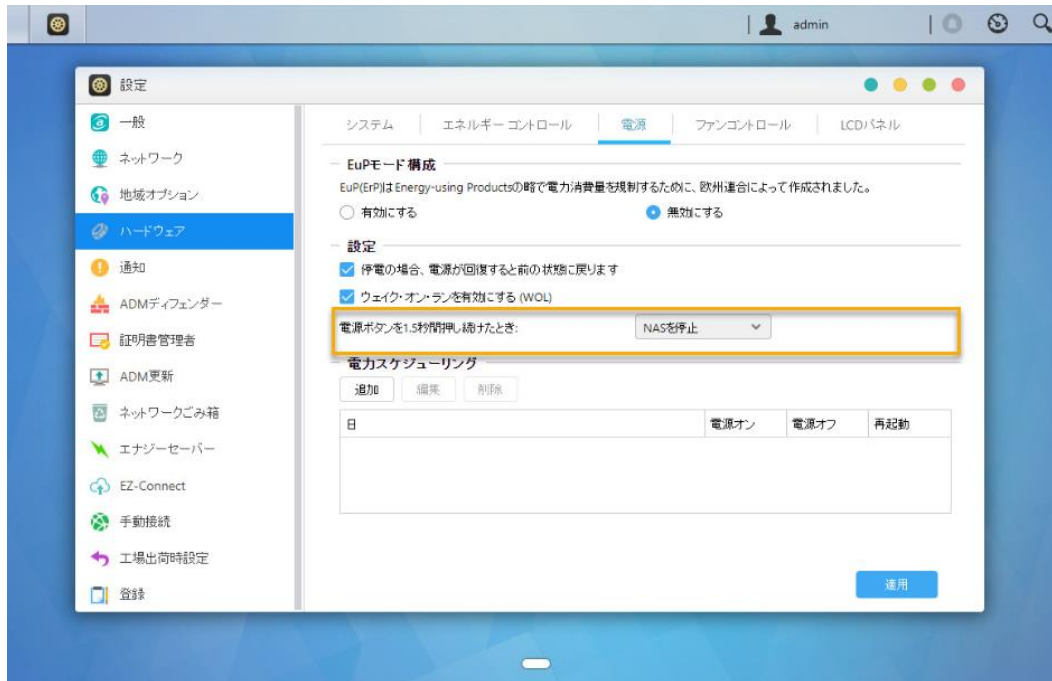 admin
設定
一般
ネットワーク
地域オプション
ハードウェア
通知
ADMディフェンダー
証明書管理者
ADM更新
ネットワークごみ箱
エナジーセーバー
EZ-Connect
手動接続
工場出荷時設定
登録
システム エネルギーコントロール 電源 ファンコントロール LCDパネル
EuPモード構成
EuP(ErP)はEnergy-using Productsの略で電力消費量を規制するために、欧州連合によって作成されました。
有効にする 無効にする
設定
停電の場合、電源が回復すると前の状態に戻ります
ウェイク・オン・ランを有効にする (WOL)
電源ボタンを1.5秒間押し続けたとき: NASを停止
電力スケジューリング
追加 編集 削除
日 電源オン 電源オフ 再起動
適用